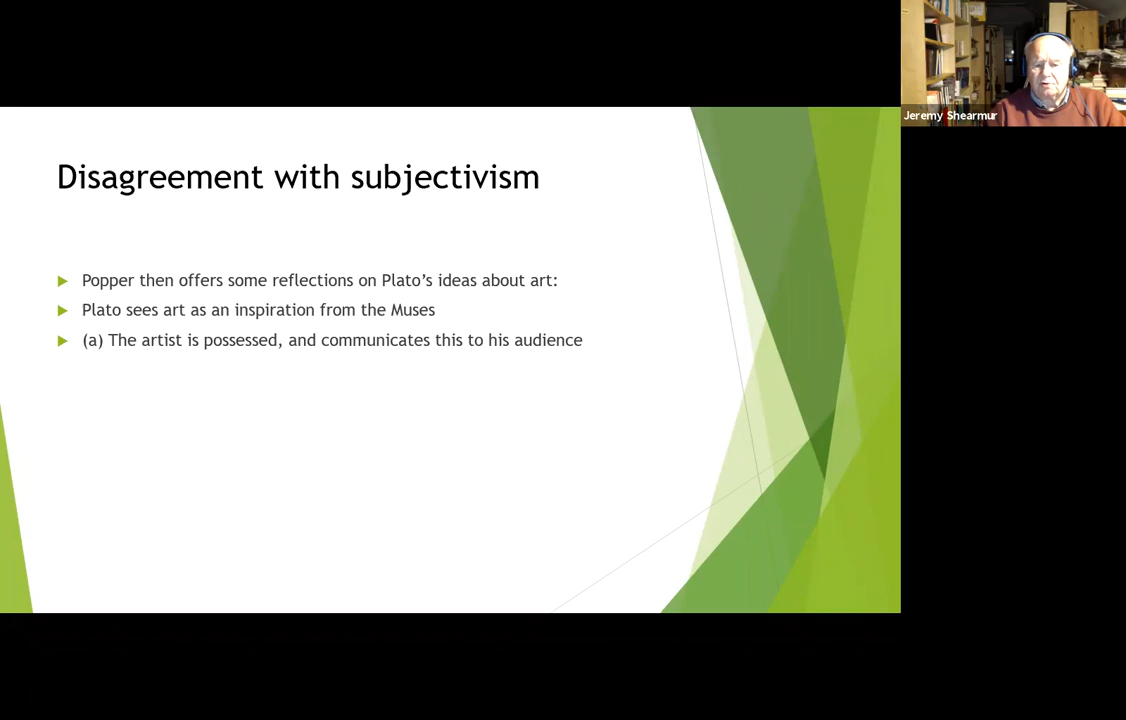 Jeremy Shearmur
Disagreement with subjectivism
Popper then offers some reflections on Plato’s ideas about art:
Plato sees art as an inspiration from the Muses
(a) The artist is possessed, and communicates this to his audience